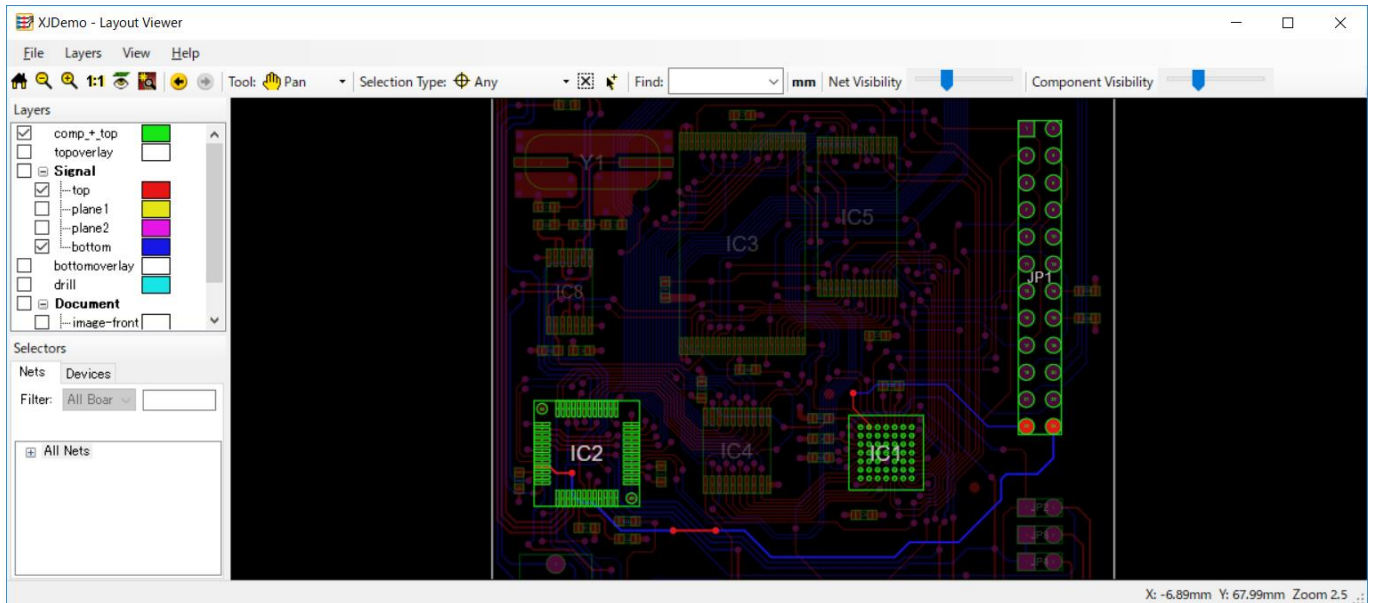 XJDemo - Layout Viewer
File Layers View Help
1:1 Tool: Pan Selection Type: Any Find: mm Net Visibility Component Visibility
Layers
comp_+_top
topoverlay
Signal
top
plane1
plane2
bottom
bottomoverlay
drill
Document
image-front
Selectors
Nets Devices
Filter: All Boar
All Nets
Y1
IC3
IC5
IC8
JP1
IC2
IC4
IC1
JP2
JP3
X: -6.89mm Y: 67.99mm Zoom 2.5